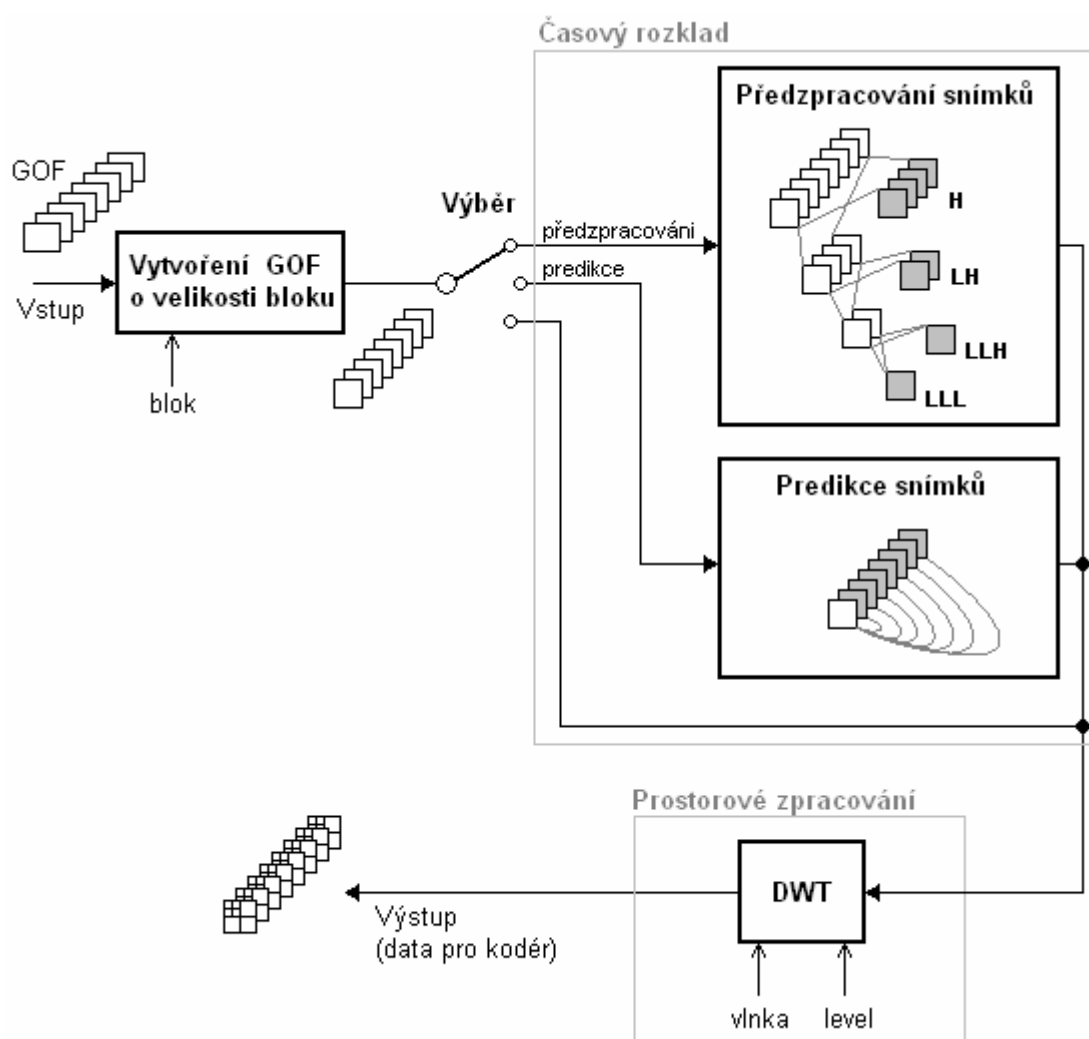 Časový rozklad
Předzpracování snímků
GOF
H
Výběr
předzpracováni
Vytvoření GOF
o velikosti bloku
predikce
LH
Vstup
LLH
blok
LLL
Predikce snímků
Prostorové zpracování
DWT
Výstup
(data pro kodér)
vlnka
level